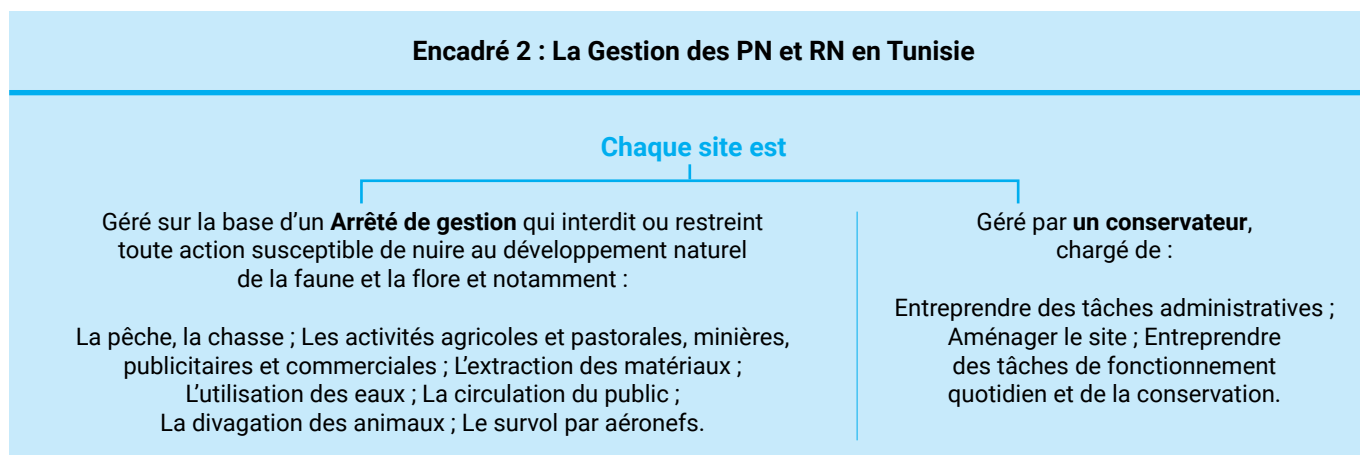 Encadré 2 : La Gestion des PN et RN en Tunisie
Chaque site est
Géré sur la base d’un Arrêté de gestion qui interdit ou restreint
toute action susceptible de nuire au développement naturel
de la faune et la flore et notamment :
La pêche, la chasse ; Les activités agricoles et pastorales, minières,
publicitaires et commerciales ; L’extraction des matériaux ;
L’utilisation des eaux ; La circulation du public ;
La divagation des animaux ; Le survol par aéronefs.
Géré par un conservateur,
chargé de :
Entreprendre des tâches administratives ;
Aménager le site ; Entreprendre
des tâches de fonctionnement
quotidien et de la conservation.